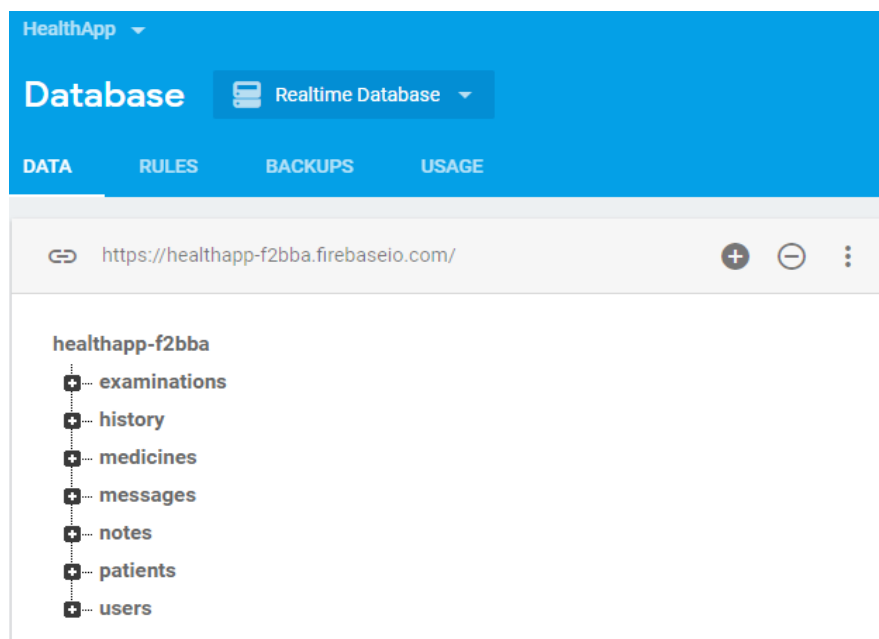 HealthApp
Database Realtime Database
DATA RULES BACKUPS USAGE
https://healthapp-f2bba.firebaseio.com/
healthapp-f2bba
examinations
history
medicines
messages
notes
patients
users